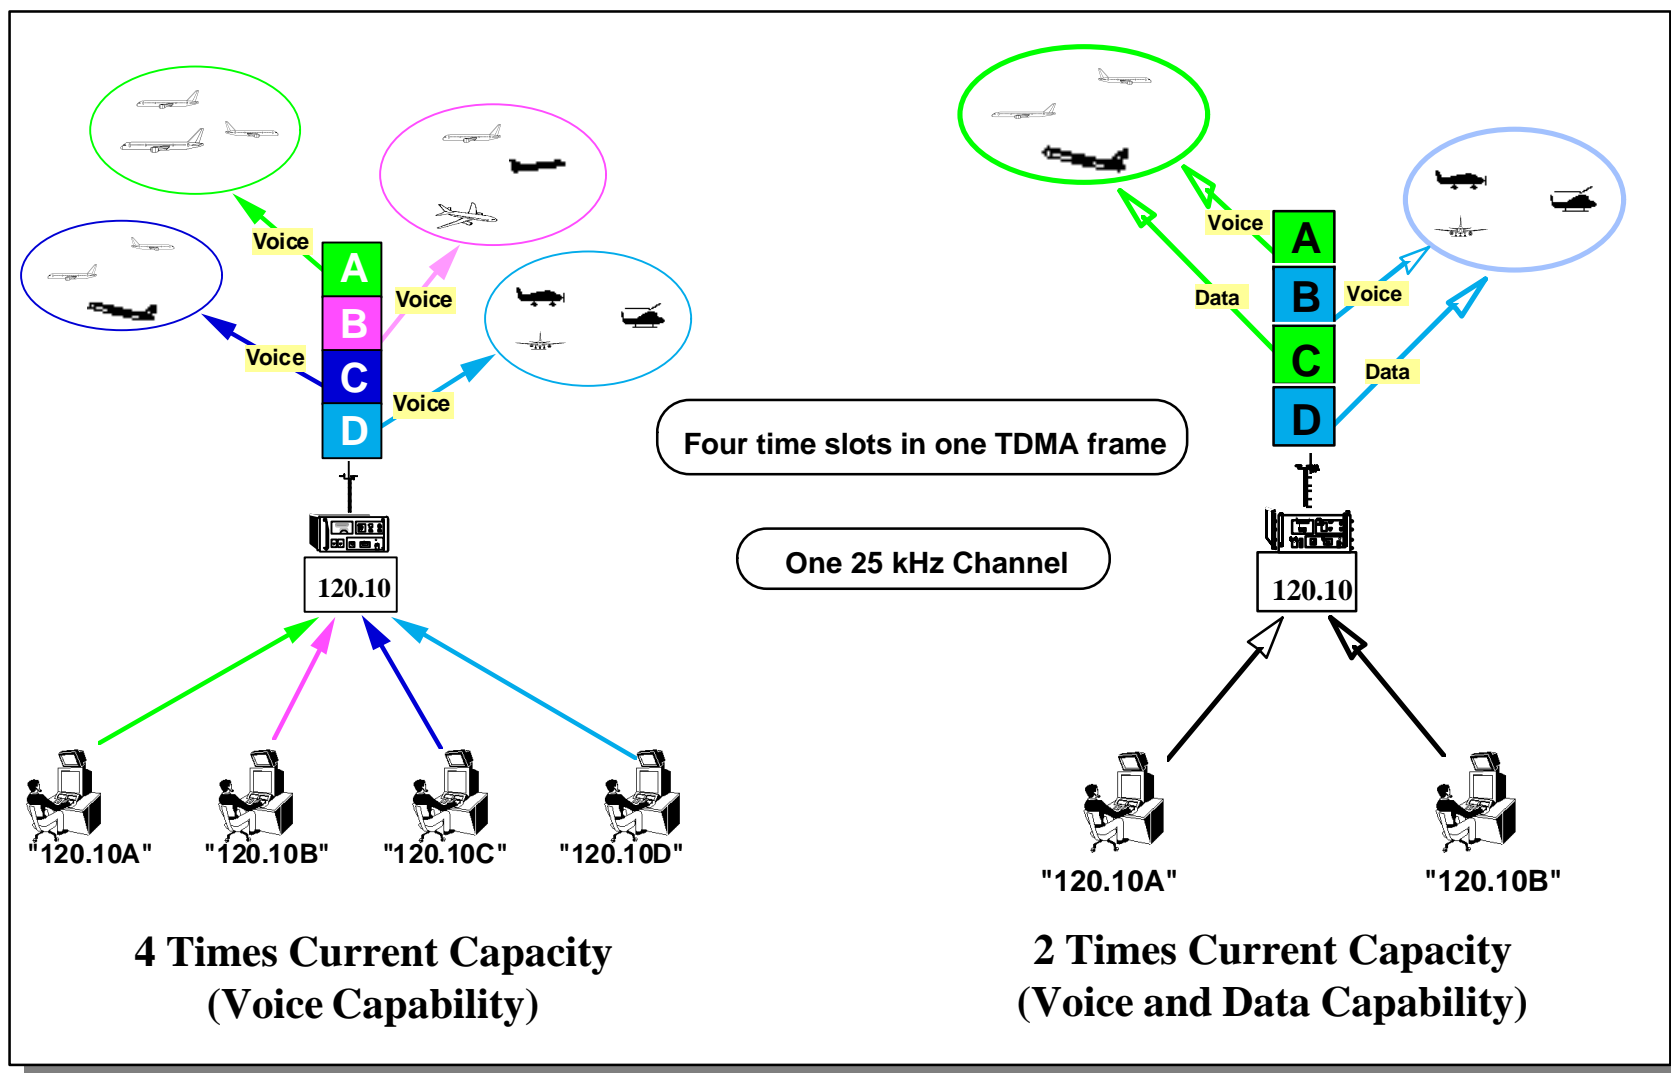 Voice
A
Voice
B
Voice
C
Voice
D
120.10
"120.10A"
"120.10B"
"120.10C"
"120.10D"
4 Times Current Capacity
(Voice Capability)
Four time slots in one TDMA frame
One 25 kHz Channel
Voice
A
Data
B
Voice
C
Data
D
120.10
"120.10A"
"120.10B"
2 Times Current Capacity
(Voice and Data Capability)